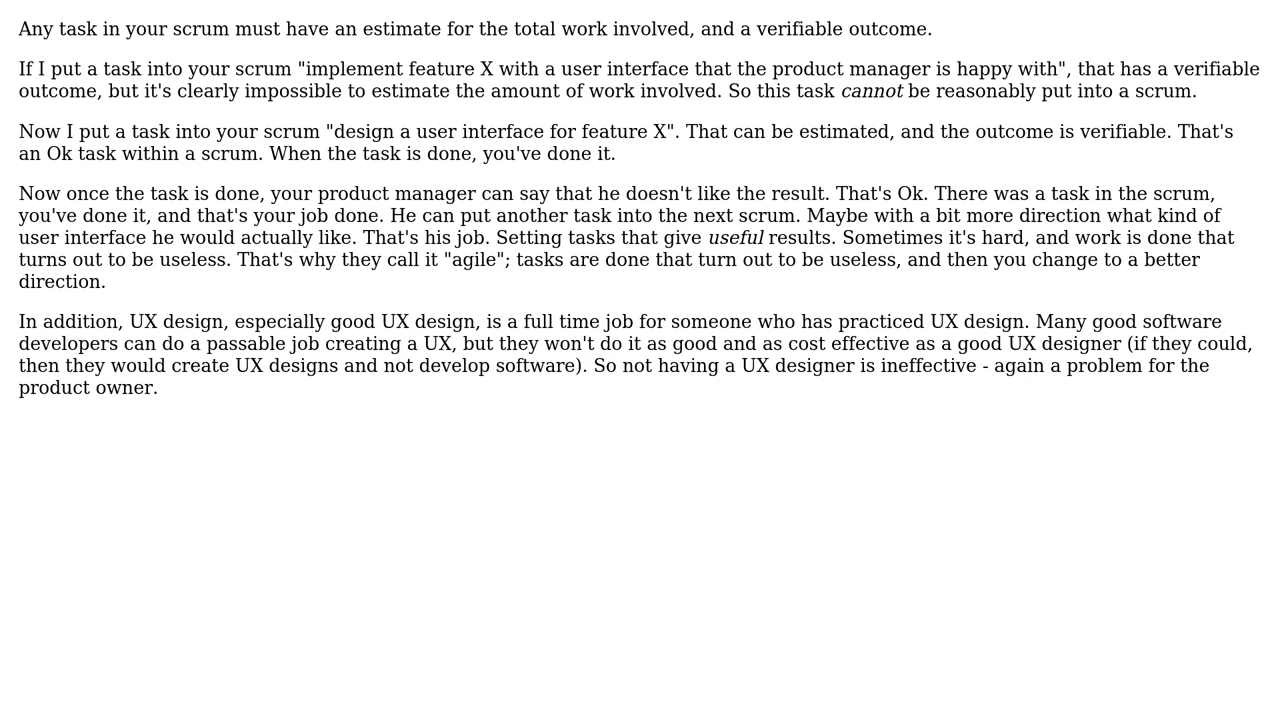 Any task in your scrum must have an estimate for the total work involved, and a verifiable outcome.
If I put a task into your scrum "implement feature X with a user interface that the product manager is happy with", that has a verifiable
outcome, but it's clearly impossible to estimate the amount of work involved. So this task cannot be reasonably put into a scrum.
Now I put a task into your scrum "design a user interface for feature X". That can be estimated, and the outcome is verifiable. That's
an Ok task within a scrum. When the task is done, you've done it.
Now once the task is done, your product manager can say that he doesn't like the result. That's Ok. There was a task in the scrum,
you've done it, and that's your job done. He can put another task into the next scrum. Maybe with a bit more direction what kind of
user interface he would actually like. That's his job. Setting tasks that give useful results. Sometimes it's hard, and work is done that
turns out to be useless. That's why they call it "agile"; tasks are done that turn out to be useless, and then you change to a better
direction.
In addition, UX design, especially good UX design, is a full time job for someone who has practiced UX design. Many good software
developers can do a passable job creating a UX, but they won't do it as good and as cost effective as a good UX designer (if they could,
then they would create UX designs and not develop software). So not having a UX designer is ineffective - again a problem for the
product owner.